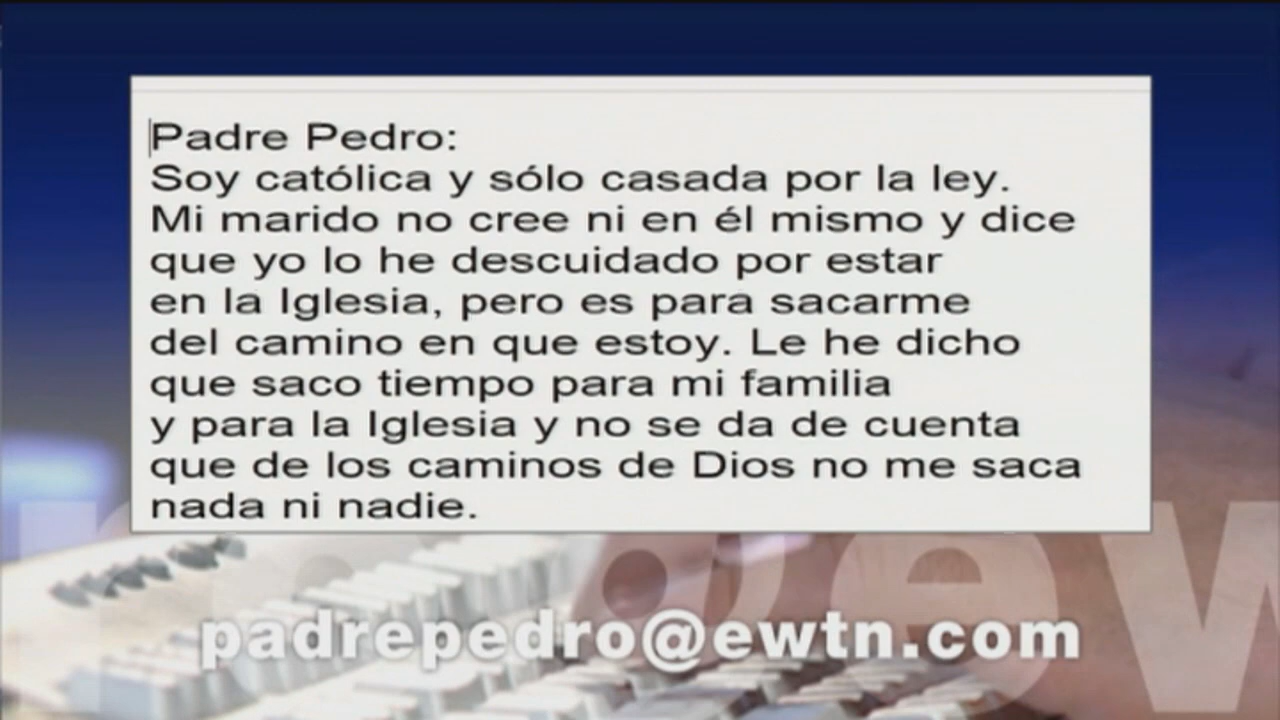 Padre Pedro:
Soy católica y sólo casada por la ley.
Mi marido no cree ni en él mismo y dice
que yo lo he descuidado por estar
en la Iglesia, pero es para sacarme
del camino en que estoy. Le he dicho
que saco tiempo para mi familia
y para la Iglesia y no se da de cuenta
que de los caminos de Dios no me saca
nada ni nadie.
padrepedro@ewtn.com